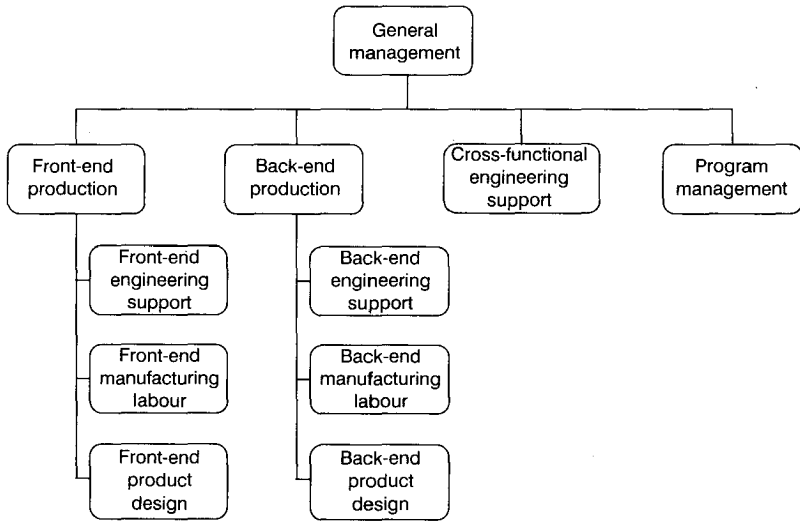 General
management
Front-end
production
Back-end
production
Cross-functional
engineering
support
Program
management
Front-end
engineering
support
Back-end
engineering
support
Front-end
manufacturing
labour
Back-end
manufacturing
labour
Front-end
product
design
Back-end
product
design